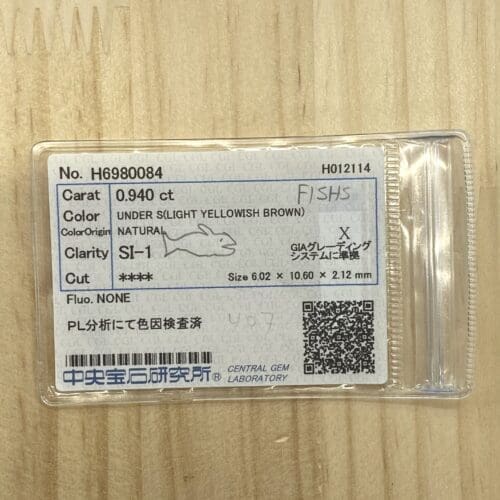 No. H6980084 H012114
Carat 0.940 ct FISHS
Color UNDER S(LIGHT YELLOWISH BROWN)
ColorOrigin NATURAL X
Clarity SI-1 GIAグレーディング
システムに準拠
Cut **** Size 6.02 × 10.60 × 2.12 mm
Fluo. NONE
PL分析にて色因検査済 407
中央宝石研究所® CENTRAL GEM
LABORATORY